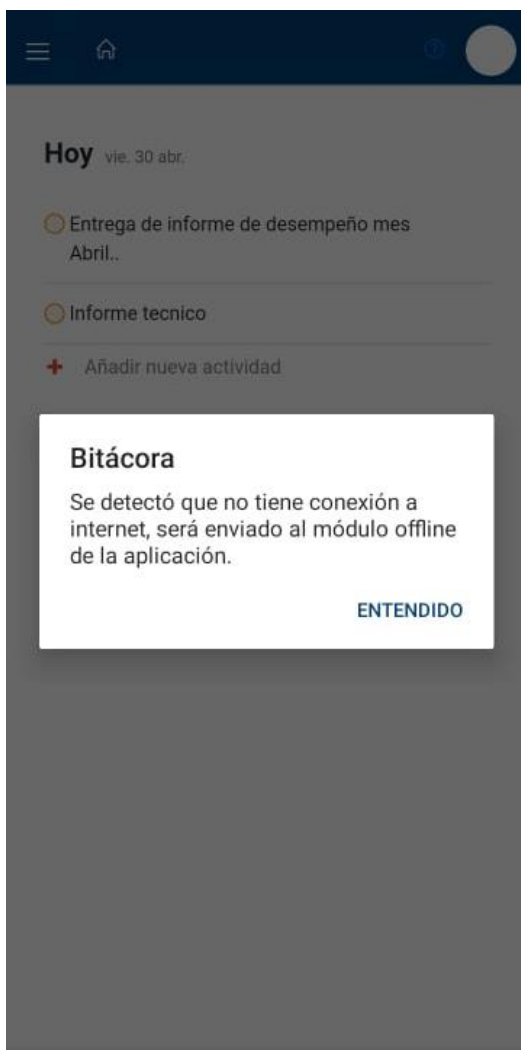 Hoy vie. 30 abr.
Entrega de informe de desempeño mes
Abril..
Informe tecnico
+ Añadir nueva actividad
Bitácora
Se detectó que no tiene conexión a
internet, será enviado al módulo offline
de la aplicación.
ENTENDIDO